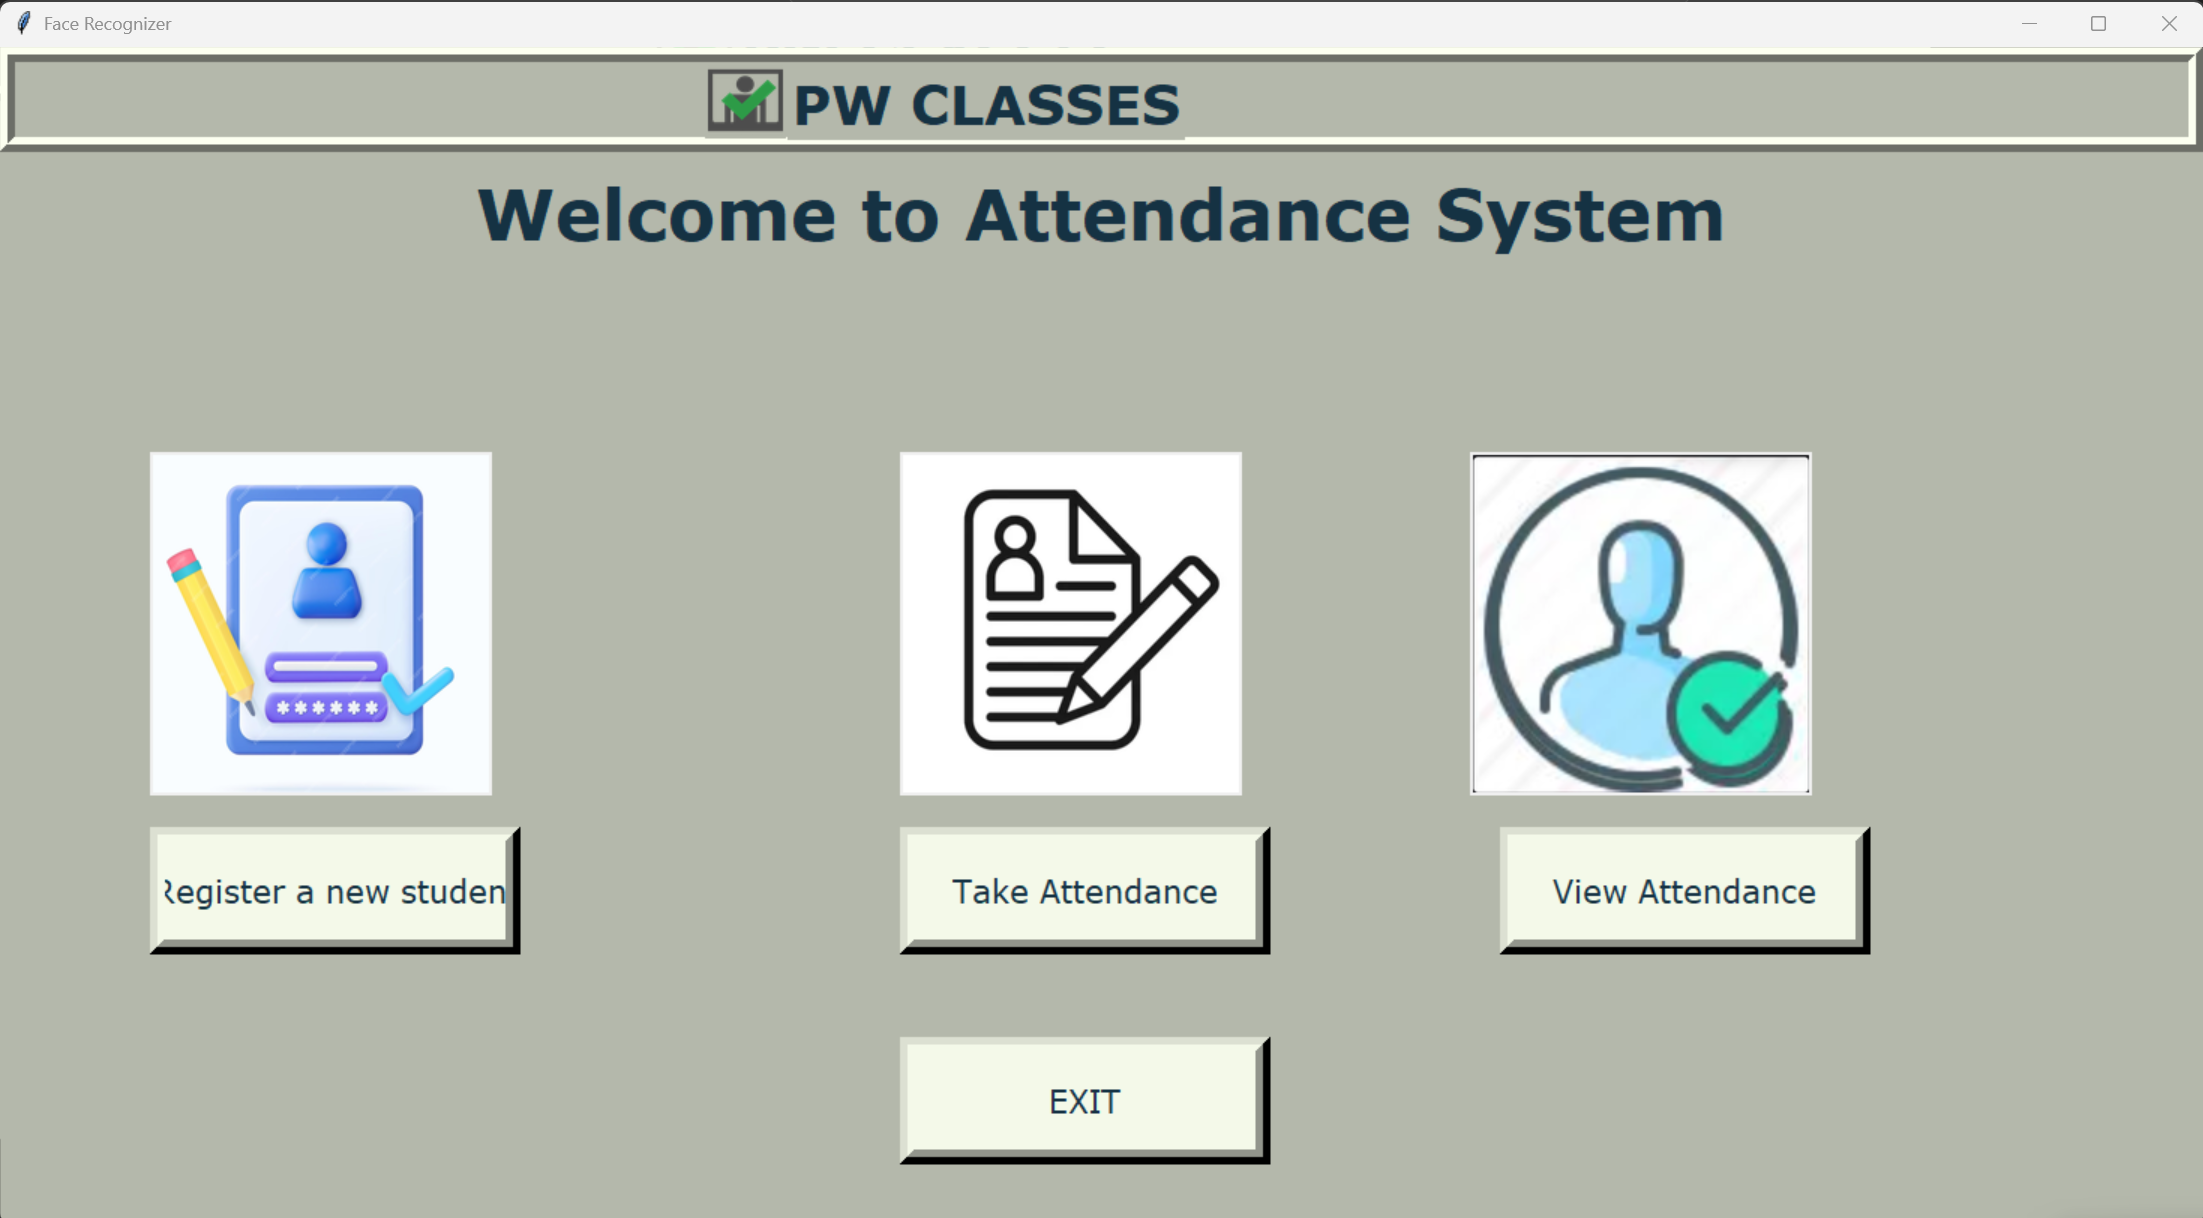 Face Recognizer
PW CLASSES
Welcome to Attendance System
******
Register a new studen
Take Attendance
View Attendance
EXIT